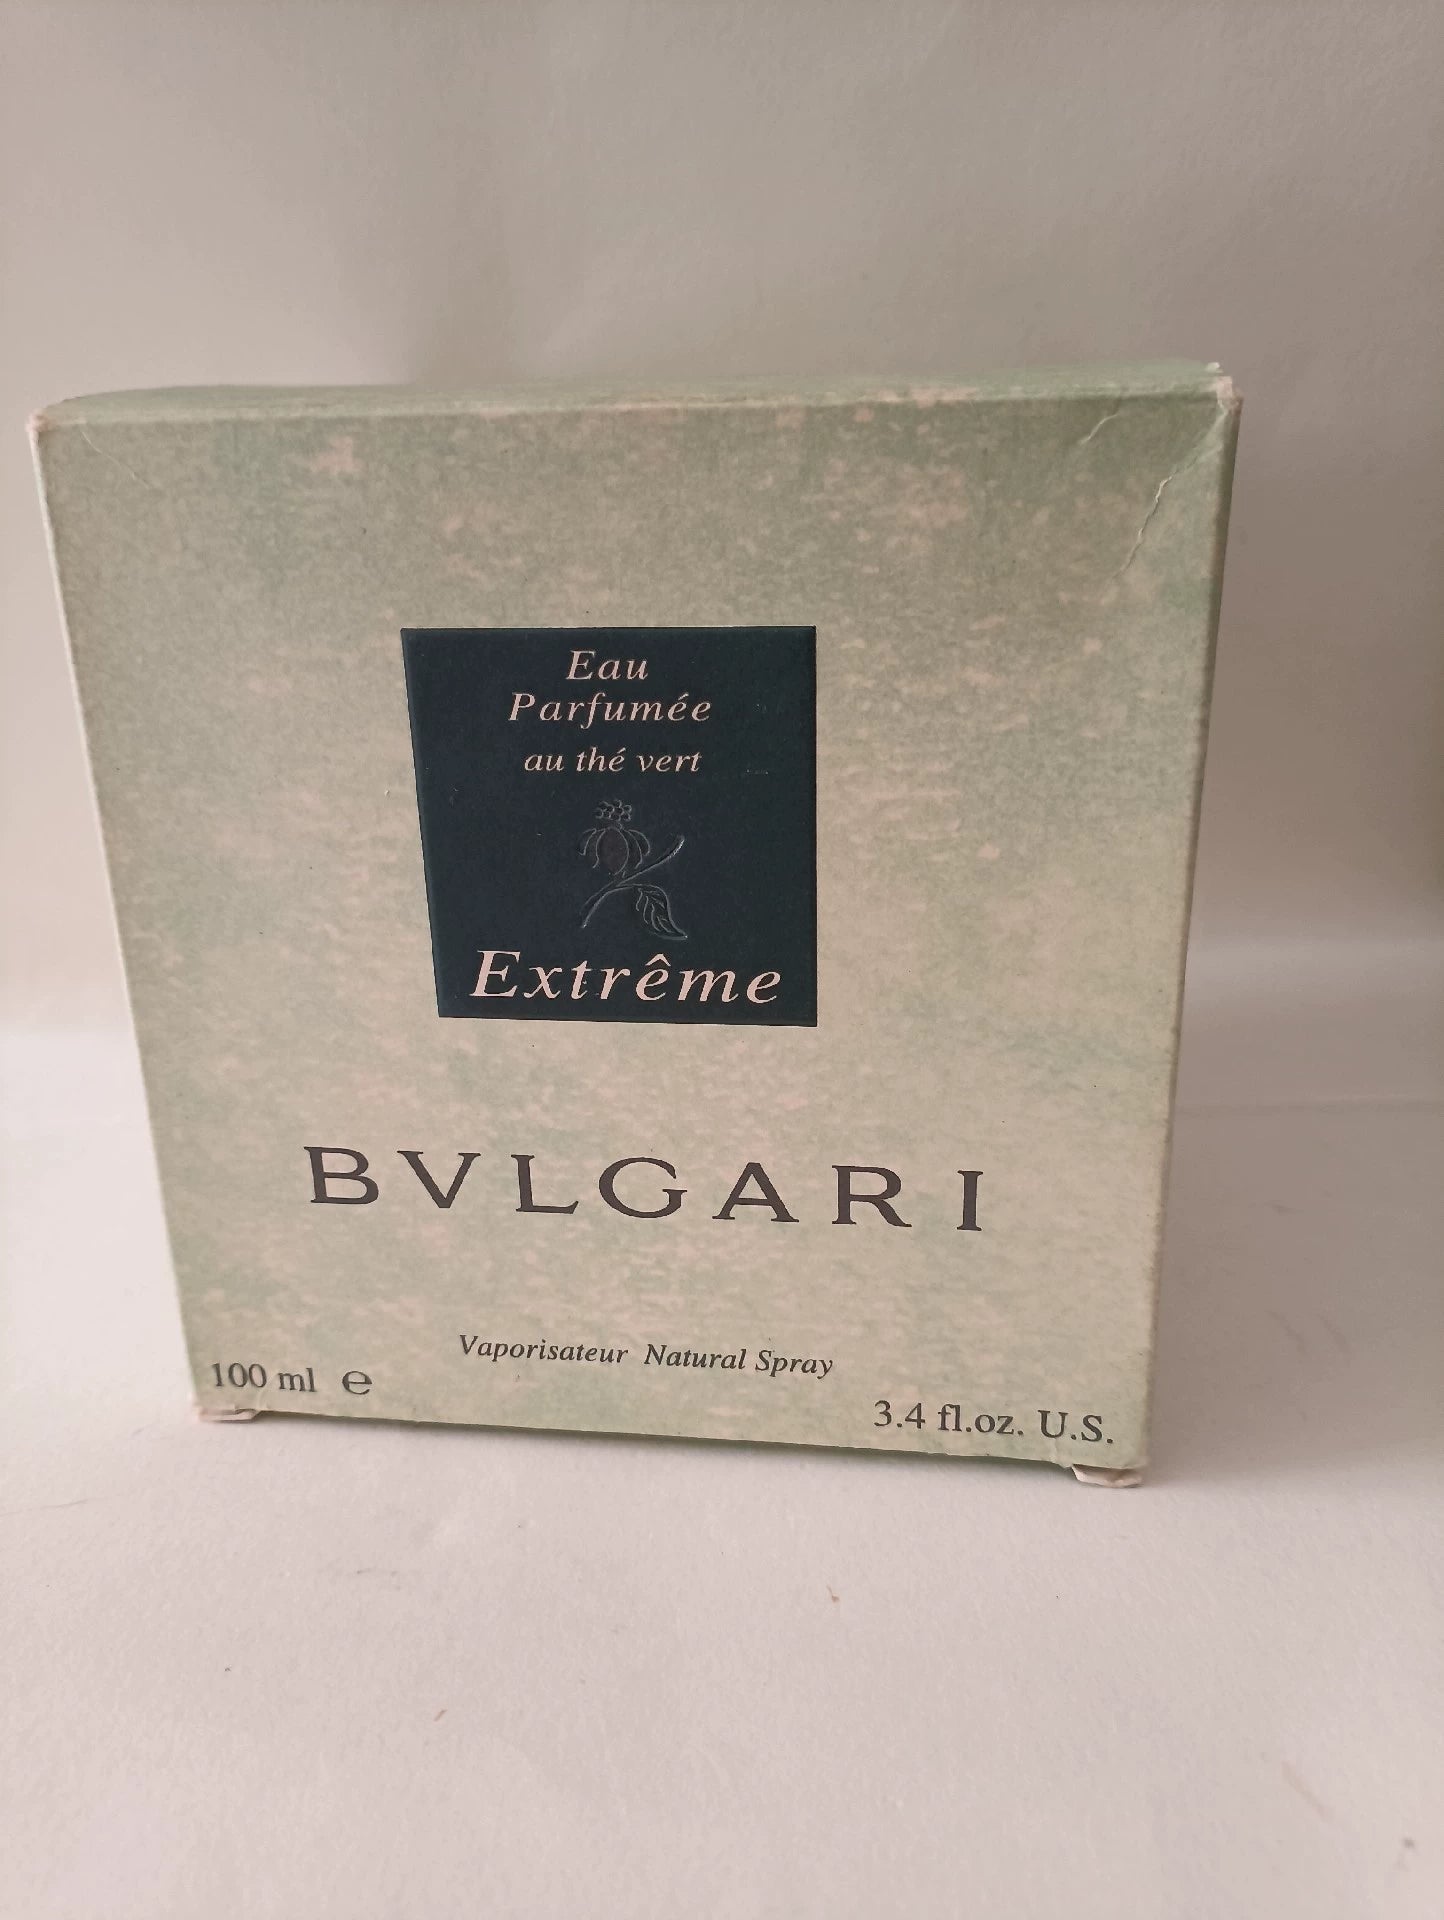 Eau
Parfumée
au thé vert
Extrême
BVLGARI
Vaporisateur Natural Spray
100 ml ℮
3.4 fl.oz. U.S.